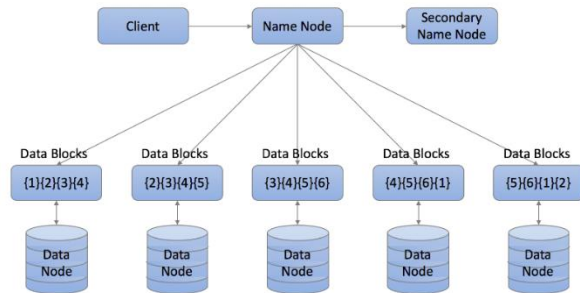 Client
Name Node
Secondary
Name Node
Data Blocks
Data Blocks
Data Blocks
Data Blocks
Data Blocks
{1}{2}{3}{4}
{2}{3}{4}{5}
{3}{4}{5}{6}
{4}{5}{6}{1}
{5}{6}{1}{2}
Data
Node
Data
Node
Data
Node
Data
Node
Data
Node